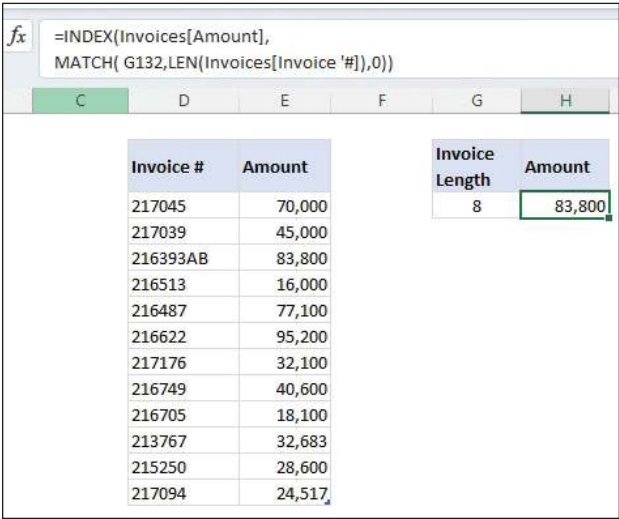 fx =INDEX(Invoices[Amount],
MATCH( G132,LEN(Invoices[Invoice '#]),0))
C D E F G H
Invoice # Amount
217045 70,000
217039 45,000
216393AB 83,800
216513 16,000
216487 77,100
216622 95,200
217176 32,100
216749 40,600
216705 18,100
213767 32,683
215250 28,600
217094 24,517
Invoice
Length Amount
8 83,800